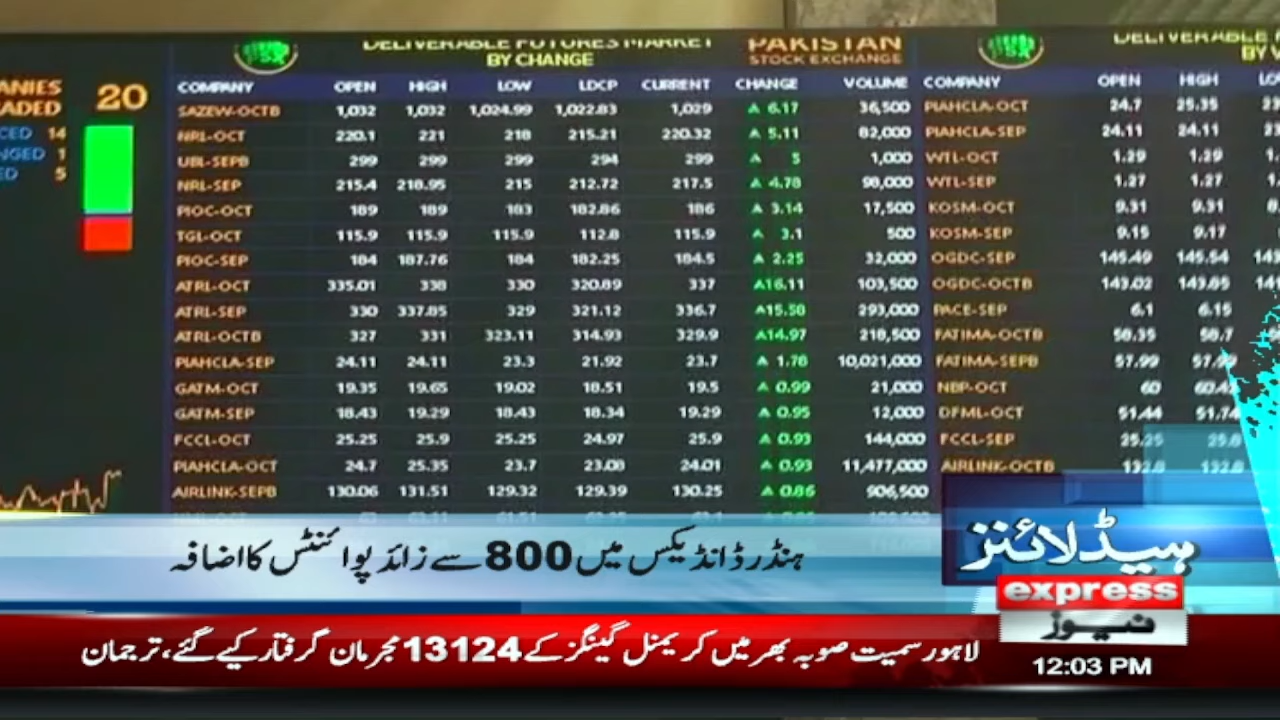 DELIVERABLE FUTURES MARKET
BY CHANGE
PAKISTAN
STOCK EXCHANGE
20
14
1
5
COMPANY OPEN HIGH LOW LDCP CURRENT CHANGE VOLUME
SAZEW-OCTB 1,032 1,032 1,024.99 1,022.83 1,029 ▲ 6.17 36,500
NRL-OCT 220.1 221 218 215.21 220.32 ▲ 5.11 82,000
UBL-SEPB 299 299 299 294 299 ▲ 5 1,000
NRL-SEP 215.4 218.95 215 212.72 217.5 ▲ 4.78 98,000
PIOC-OCT 189 189 183 182.86 186 ▲ 3.14 17,500
TGL-OCT 115.9 115.9 115.9 112.8 115.9 ▲ 3.1 500
PIOC-SEP 184 187.76 184 182.25 184.5 ▲ 2.25 32,000
ATRL-OCT 335.01 338 330 320.89 337 ▲16.11 103,500
ATRL-SEP 330 337.85 329 321.12 336.7 ▲15.58 293,000
ATRL-OCTB 327 331 323.11 314.93 329.9 ▲14.97 218,500
PIAHCLA-SEP 24.11 24.11 23.3 21.92 23.7 ▲ 1.78 10,021,000
GATM-OCT 19.35 19.65 19.02 18.51 19.5 ▲ 0.99 21,000
GATM-SEP 18.43 19.29 18.43 18.34 19.29 ▲ 0.95 12,000
FCCL-OCT 25.25 25.9 25.25 24.97 25.9 ▲ 0.93 144,000
PIAHCLA-OCT 24.7 25.35 23.7 23.08 24.01 ▲ 0.93 11,477,000
AIRLINK-SEPB 130.06 131.51 129.32 129.39 130.25 ▲ 0.86 906,500
COMPANY OPEN HIGH
PIAHCLA-OCT 24.7 25.35
PIAHCLA-SEP 24.11 24.11
WTL-OCT 1.29 1.29
WTL-SEP 1.27 1.27
KOSM-OCT 9.31 9.31
KOSM-SEP 9.15 9.17
OGDC-SEP 145.49 145.54
OGDC-OCTB 143.02 143.85
PACE-SEP 6.1 6.15
FATIMA-OCTB 58.35 58.7
FATIMA-SEPB 57.99 57.99
NBP-OCT 60
DFML-OCT 51.44 51.74
FCCL-SEP 25.25
AIRLINK-OCTB 132.8 132.8
ہیڈلائنز
ہنڈرڈ انڈیکس میں 800 سے زائد پوائنٹس کا اضافہ
express
نیوز
لاہور سمیت صوبہ بھر میں کریمنل گینگز کے 13124 مجرمان گرفتار کیے گئے، ترجمان
12:03 PM